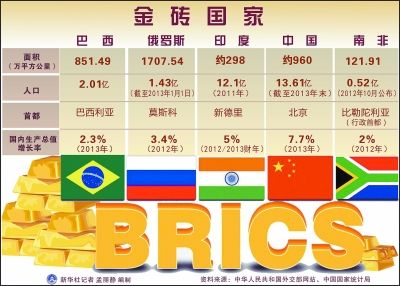 金砖国家
巴西 俄罗斯 印度 中国 南非
面积 851.49 1707.54 约298 约960 121.91
(万平方公里)
人口 2.01亿 1.43亿 12.1亿 13.61亿 0.52亿
(截至2013年1月1日) (2011年) (截至2013年末) (2012年10月公布)
首都 巴西利亚 莫斯科 新德里 北京 比勒陀利亚
(行政首都)
国内生产总值 2.3% 3.4% 5% 7.7% 2%
增长率 (2013年) (2012年) (2012/2013财年) (2013年) (2012年)
BRICS
新华社记者 孟丽静 编制 资料来源：中华人民共和国外交部网站、中国国家统计局